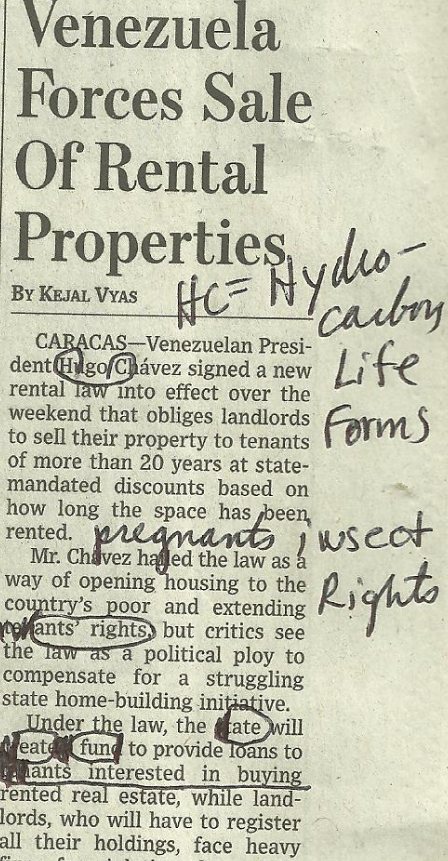 Venezuela
Forces Sale
Of Rental
Properties
BY KEJAL VYAS
HC = Hydro-
carbon
Life
Forms
CARACAS—Venezuelan Presi-
dent Hugo Chávez signed a new
rental law into effect over the
weekend that obliges landlords
to sell their property to tenants
of more than 20 years at state-
mandated discounts based on
how long the space has been
rented.
pregnants, insect
Rights
Mr. Chávez hailed the law as a
way of opening housing to the
country's poor and extending
ants' rights, but critics see
the law as a political ploy to
compensate for a struggling
state home-building initiative.
Under the law, the state will
eate fund to provide loans to
nants interested in buying
rented real estate, while land-
lords, who will have to register
all their holdings, face heavy